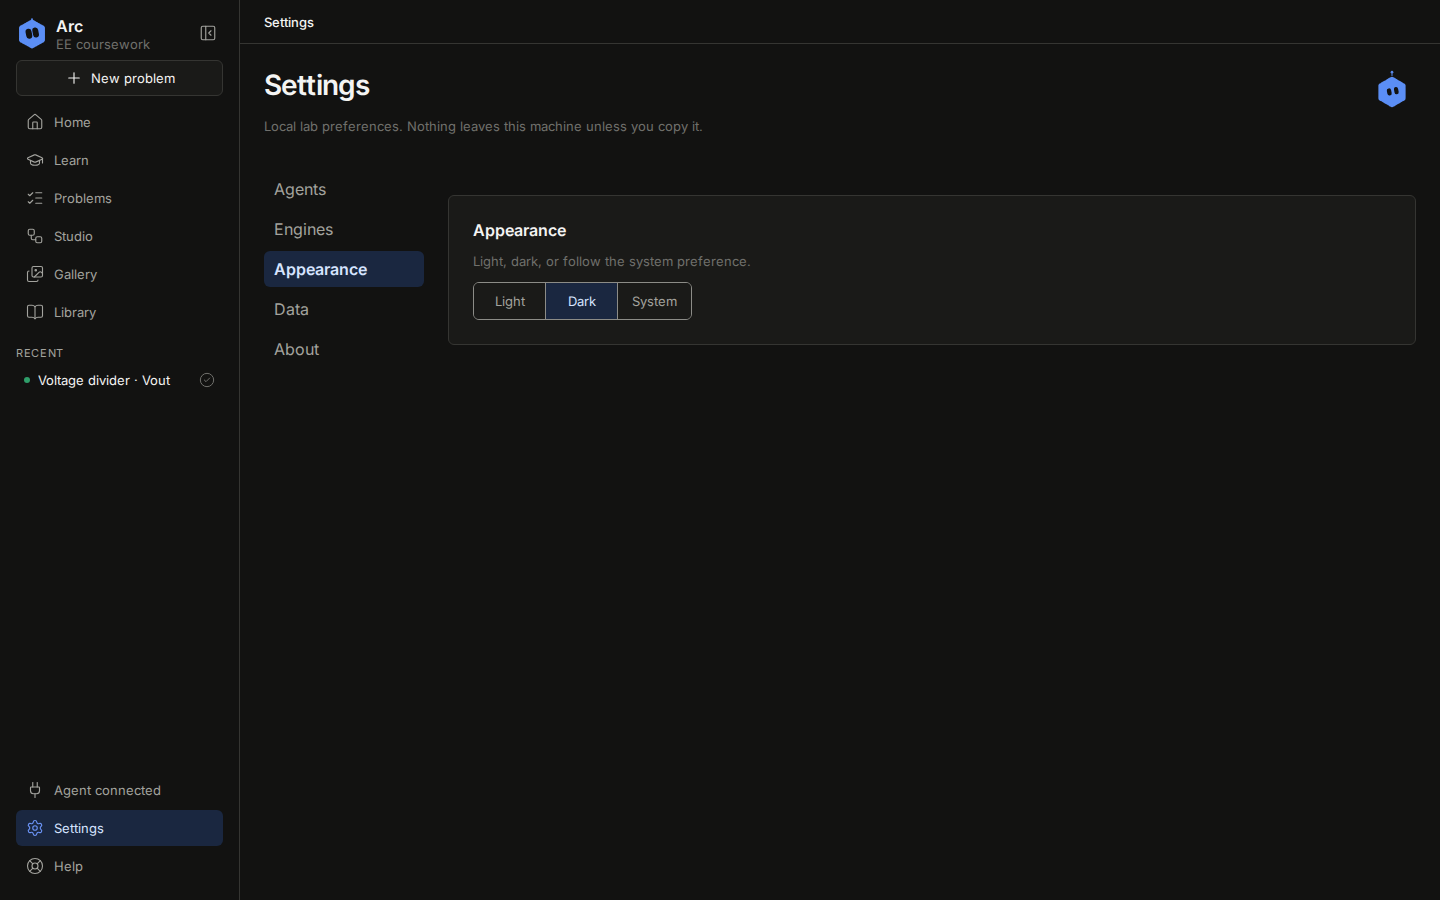 Arc
EE coursework
New problem
Home
Learn
Problems
Studio
Gallery
Library
RECENT
Voltage divider · Vout
Agent connected
Settings
Help
Settings
Settings
Local lab preferences. Nothing leaves this machine unless you copy it.
Agents
Engines
Appearance
Data
About
Appearance
Light, dark, or follow the system preference.
Light Dark System